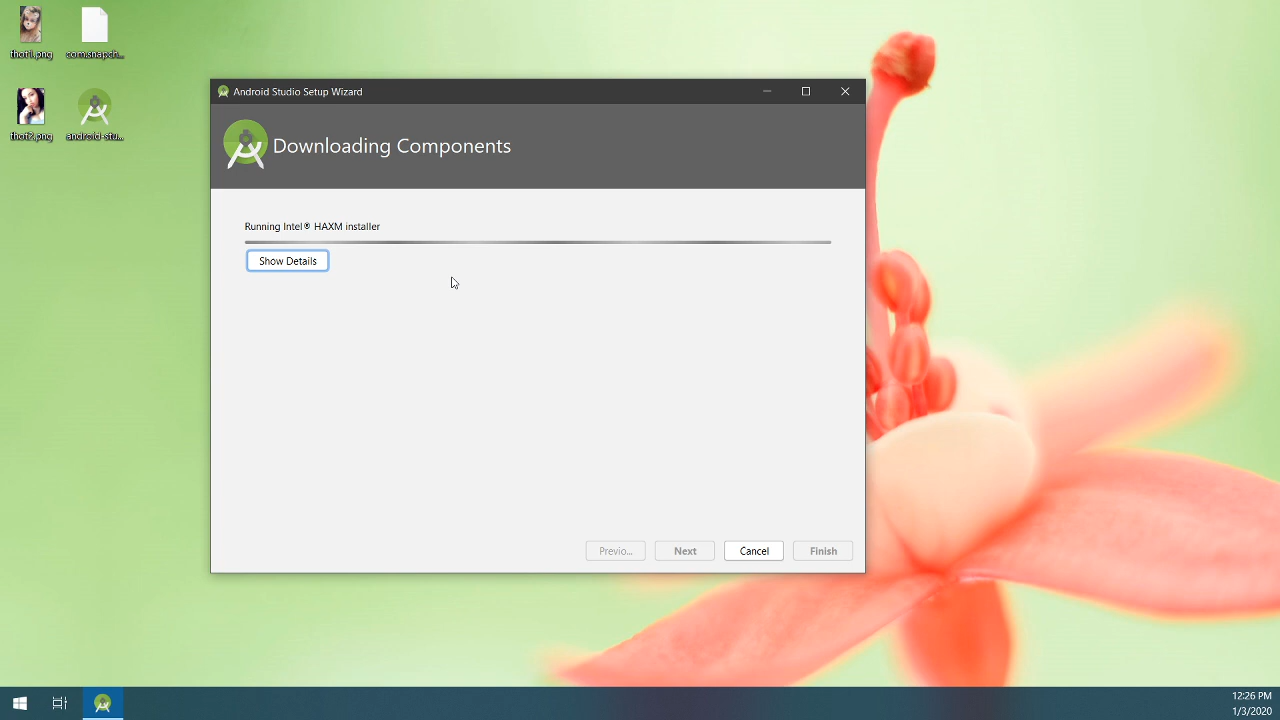 thot1.png
com.snapch...
thot2.png
android-stu...
Android Studio Setup Wizard
Downloading Components
Running Intel® HAXM installer
Show Details
Previo...
Next
Cancel
Finish
12:26 PM
1/3/2020